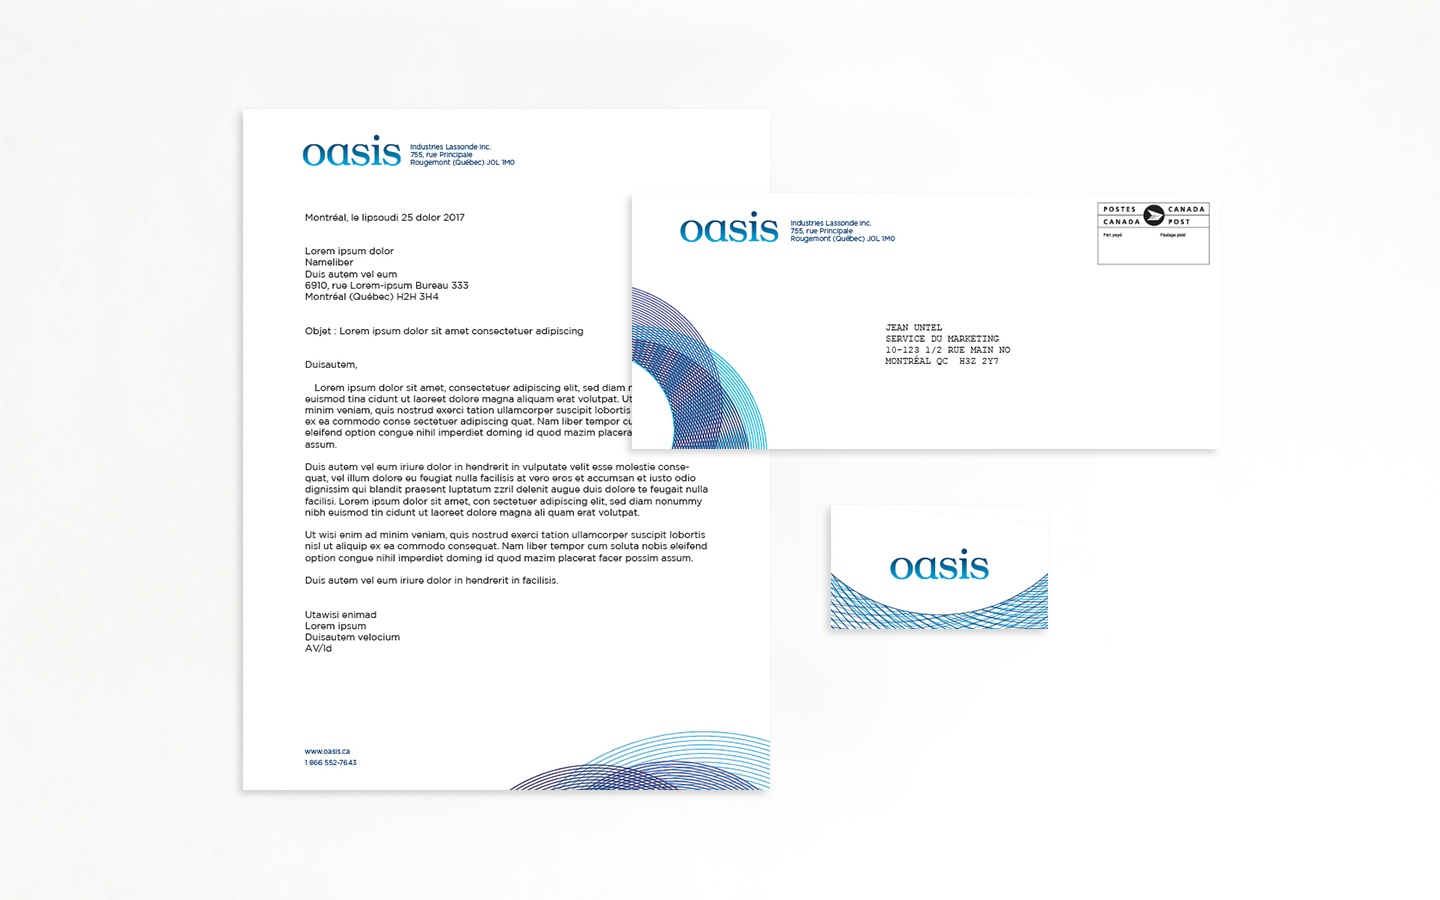 oasis
Industries Lassonde inc.
755, rue Principale
Rougemont (Québec) J0L 1M0
Montréal, le lipsoudi 25 dolor 2017
Lorem ipsum dolor
Nameliber
Duis autem vel eum
6910, rue Lorem-ipsum Bureau 333
Montréal (Québec) H2H 3H4
Objet : Lorem ipsum dolor sit amet consectetuer adipiscing
Duisautem,
Lorem ipsum dolor sit amet, consectetuer adipiscing elit, sed diam
euismod tina cidunt ut laoreet dolore magna aliquam erat volutpat. Ut
minim veniam, quis nostrud exerci tation ullamcorper suscipit lobortis
ex ea commodo conse sectetuer adipiscing quat. Nam liber tempor
eleifend option congue nihil imperdiet doming id quod mazim placera
assum.
Duis autem vel eum iriure dolor in hendrerit in vulputate velit esse molestie conse-
quat, vel illum dolore eu feugiat nulla facilisis at vero eros et accumsan et iusto odio
dignissim qui blandit praesent luptatum zzril delenit augue duis dolore te feugait nulla
facilisi. Lorem ipsum dolor sit amet, con sectetuer adipiscing elit, sed diam nonummy
nibh euismod tin cidunt ut laoreet dolore magna ali quam erat volutpat.
Ut wisi enim ad minim veniam, quis nostrud exerci tation ullamcorper suscipit lobortis
nisl ut aliquip ex ea commodo consequat. Nam liber tempor cum soluta nobis eleifend
option congue nihil imperdiet doming id quod mazim placerat facer possim assum.
Duis autem vel eum iriure dolor in hendrerit in facilisis.
Utawisi enimad
Lorem ipsum
Duisautem velocium
AV/ld
www.oasis.ca
1 866 552-7643
oasis
Industries Lassonde inc.
755, rue Principale
Rougemont (Québec) J0L 1M0
POSTES CANADA
CANADA POST
Port payé Postage paid
JEAN UNTEL
SERVICE DU MARKETING
10-123 1/2 RUE MAIN NO
MONTRÉAL QC H3Z 2Y7
oasis